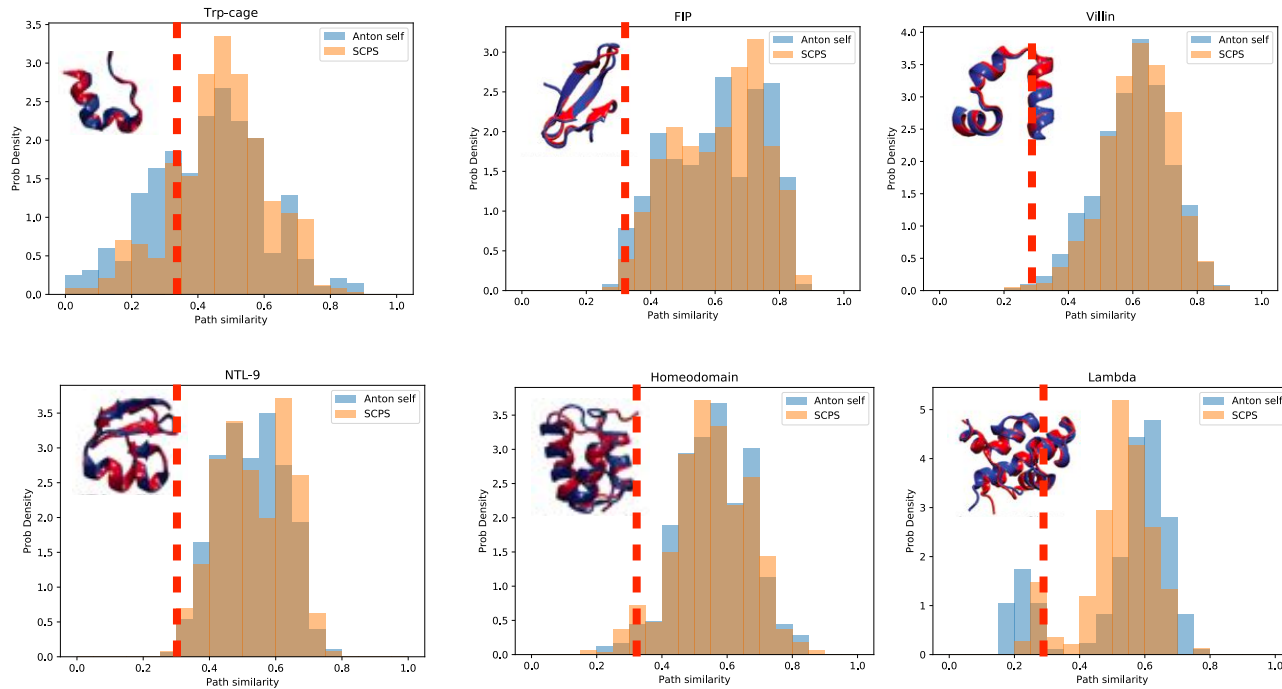 Trp-cage
Anton self
SCPS
Prob Density
3.5
3.0
2.5
2.0
1.5
1.0
0.5
0.0
0.0 0.2 0.4 0.6 0.8 1.0
Path similarity
FIP
Anton self
SCPS
Prob Density
3.0
2.5
2.0
1.5
1.0
0.5
0.0
0.0 0.2 0.4 0.6 0.8 1.0
Path similarity
Villin
Anton self
SCPS
Prob Density
4.0
3.5
3.0
2.5
2.0
1.5
1.0
0.5
0.0
0.0 0.2 0.4 0.6 0.8 1.0
Path similarity
NTL-9
Anton self
SCPS
Prob Density
3.5
3.0
2.5
2.0
1.5
1.0
0.5
0.0
0.0 0.2 0.4 0.6 0.8 1.0
Path similarity
Homeodomain
Anton self
SCPS
Prob Density
3.5
3.0
2.5
2.0
1.5
1.0
0.5
0.0
0.0 0.2 0.4 0.6 0.8 1.0
Path similarity
Lambda
Anton self
SCPS
Prob Density
5
4
3
2
1
0
0.0 0.2 0.4 0.6 0.8 1.0
Path similarity